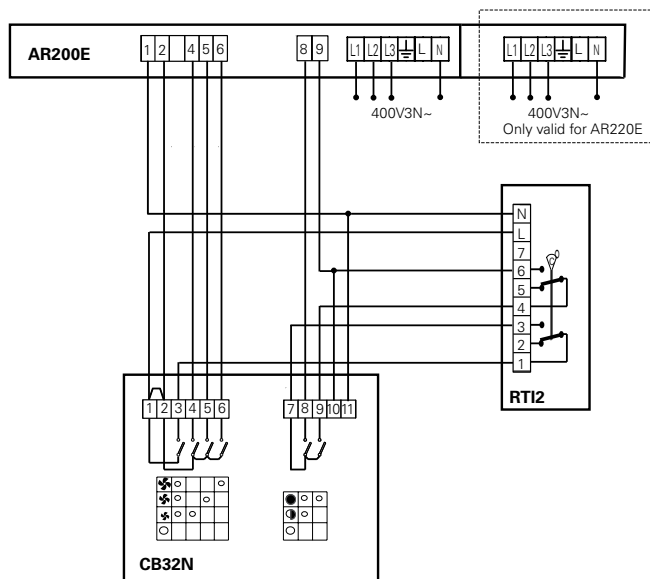 AR200E
1 2 4 5 6
8 9
L1 L2 L3 L N
L1 L2 L3 L N
400V3N~
400V3N~
Only valid for AR220E
N
L
7
6
5
4
3
2
1
RTI2
1 2 3 4 5 6
7 8 9 10 11
CB32N